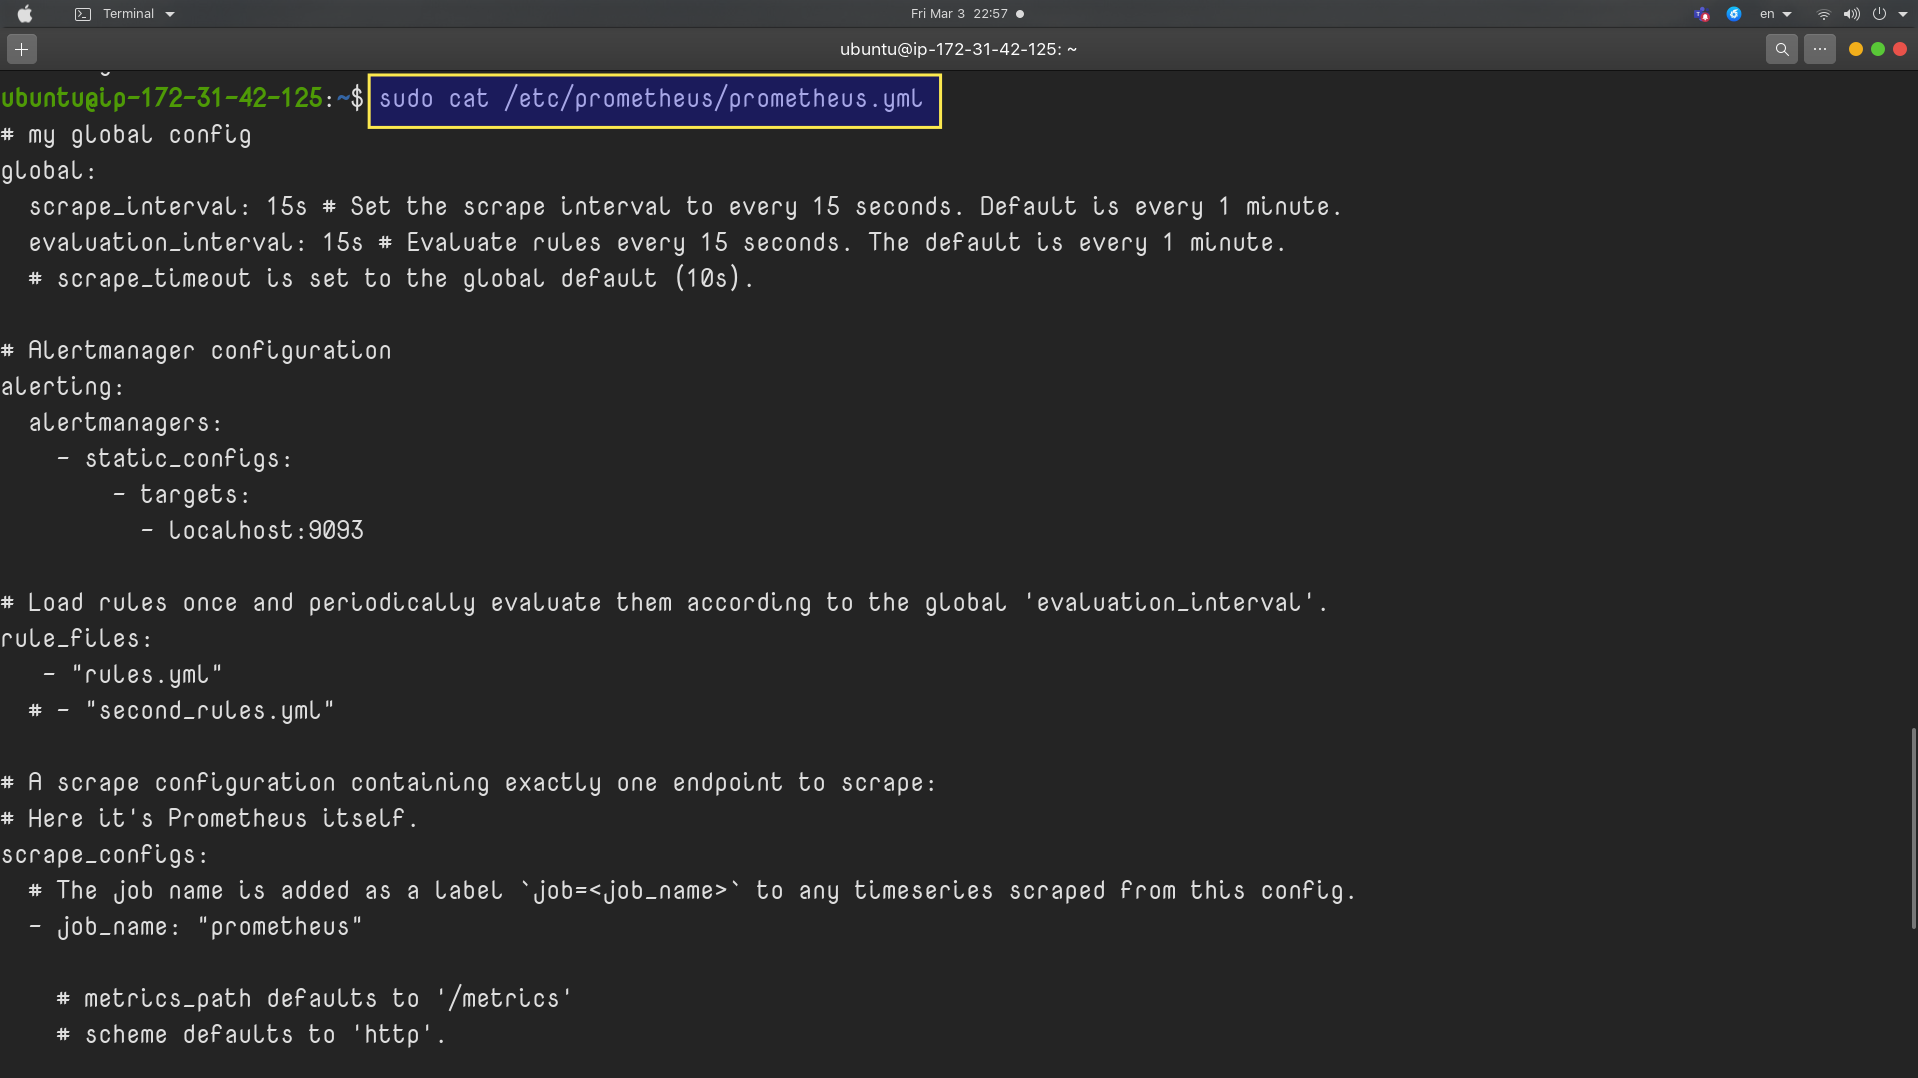 Terminal
Fri Mar 3 22:57
en
ubuntu@ip-172-31-42-125: ~
ubuntu@ip-172-31-42-125:~$ sudo cat /etc/prometheus/prometheus.yml
# my global config
global:
  scrape_interval: 15s # Set the scrape interval to every 15 seconds. Default is every 1 minute.
  evaluation_interval: 15s # Evaluate rules every 15 seconds. The default is every 1 minute.
  # scrape_timeout is set to the global default (10s).

# Alertmanager configuration
alerting:
  alertmanagers:
    - static_configs:
        - targets:
          - localhost:9093

# Load rules once and periodically evaluate them according to the global 'evaluation_interval'.
rule_files:
   - "rules.yml"
  # - "second_rules.yml"

# A scrape configuration containing exactly one endpoint to scrape:
# Here it's Prometheus itself.
scrape_configs:
  # The job name is added as a label `job=<job_name>` to any timeseries scraped from this config.
  - job_name: "prometheus"

    # metrics_path defaults to '/metrics'
    # scheme defaults to 'http'.